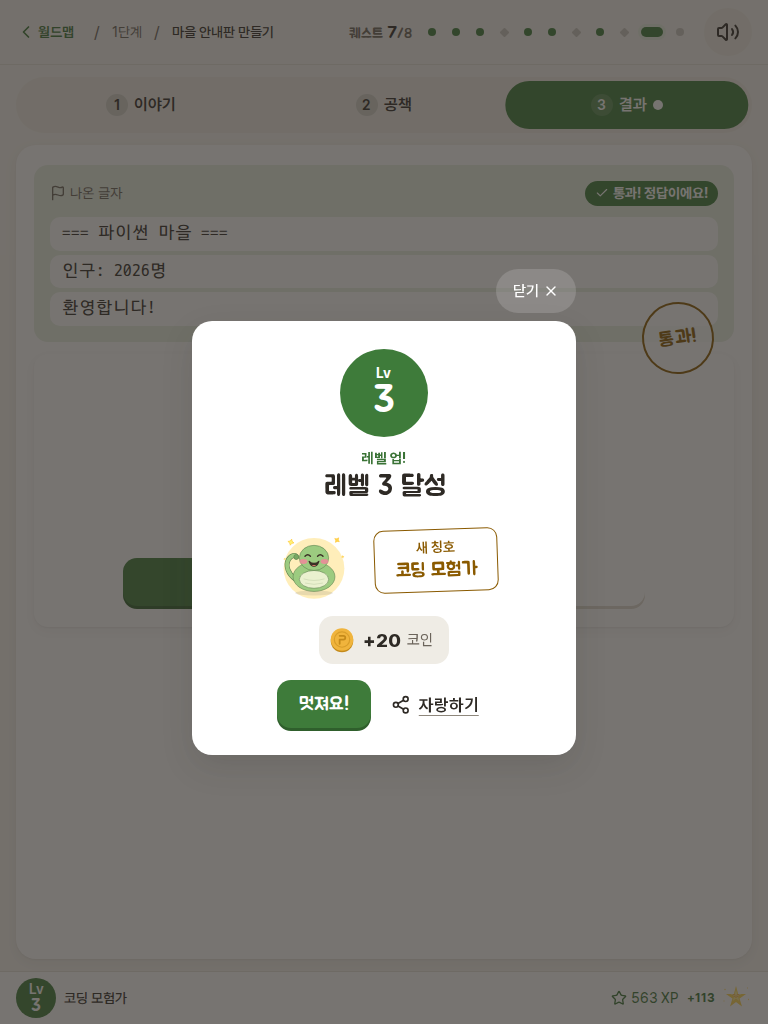 월드맵 / 1단계 / 마을 안내판 만들기 퀘스트 7/8
1 이야기 2 공책 3 결과
나온 글자 통과! 정답이에요!
=== 파이썬 마을 ===
인구: 2026명
환영합니다!
통과!
닫기 ×
Lv
3
레벨 업!
레벨 3 달성
새 칭호
코딩 모험가
+20 코인
멋져요! 자랑하기
Lv
3
코딩 모험가 563 XP +113